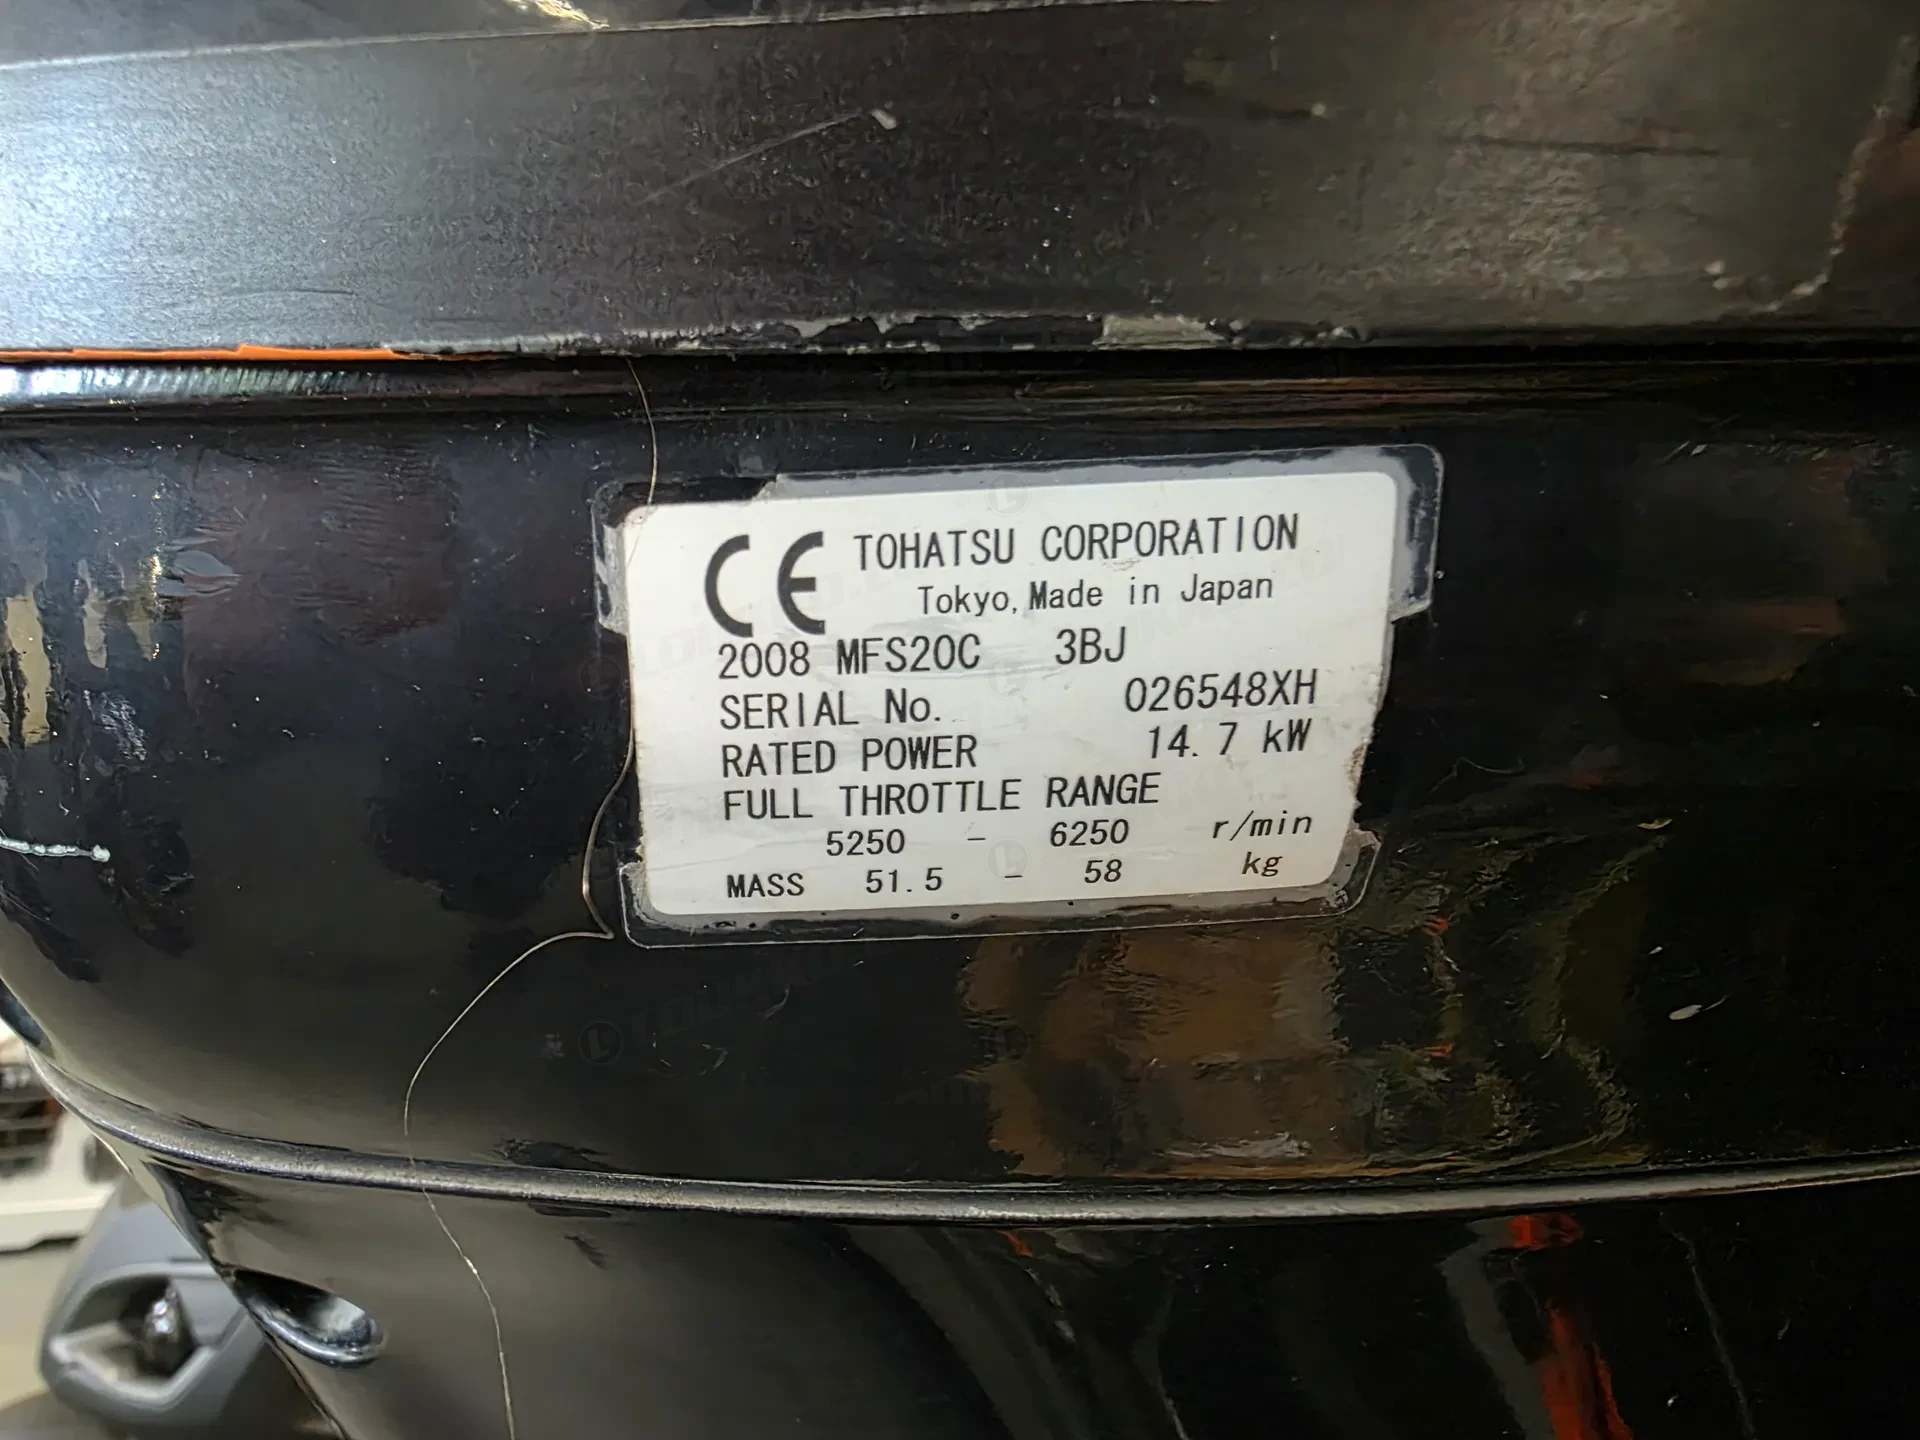 CE TOHATSU CORPORATION
Tokyo, Made in Japan
2008 MFS20C 3BJ
SERIAL No. 026548XH
RATED POWER 14.7 kW
FULL THROTTLE RANGE
5250 - 6250 r/min
MASS 51.5 - 58 kg